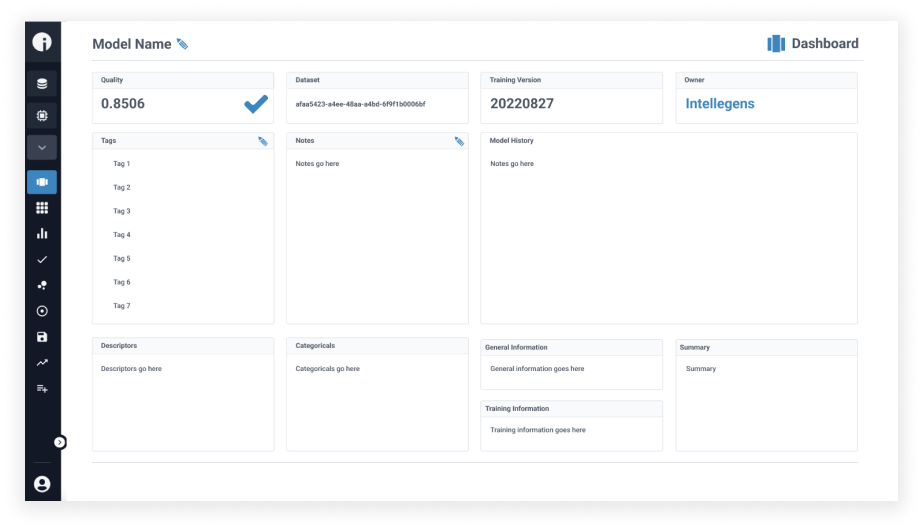 Model Name
Dashboard
Quality
Dataset
Training Version
Owner
0.8506
afaa5423-a4ee-48aa-a4bd-6f9f1b0006bf
20220827
Intellegens
Tags
Notes
Model History
Tag 1
Notes go here
Notes go here
Tag 2
Tag 3
Tag 4
Tag 5
Tag 6
Tag 7
Descriptors
Categoricals
General Information
Summary
Descriptors go here
Categoricals go here
General information goes here
Summary
Training Information
Training information goes here